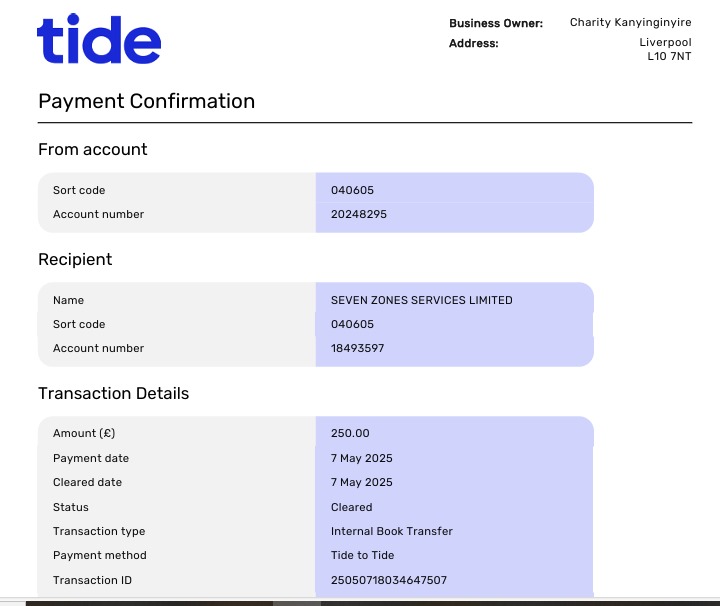 tide
Business Owner: Charity Kanyinginyire
Address: Liverpool
L10 7NT
Payment Confirmation
From account
Sort code 040605
Account number 20248295
Recipient
Name SEVEN ZONES SERVICES LIMITED
Sort code 040605
Account number 18493597
Transaction Details
Amount (£) 250.00
Payment date 7 May 2025
Cleared date 7 May 2025
Status Cleared
Transaction type Internal Book Transfer
Payment method Tide to Tide
Transaction ID 25050718034647507